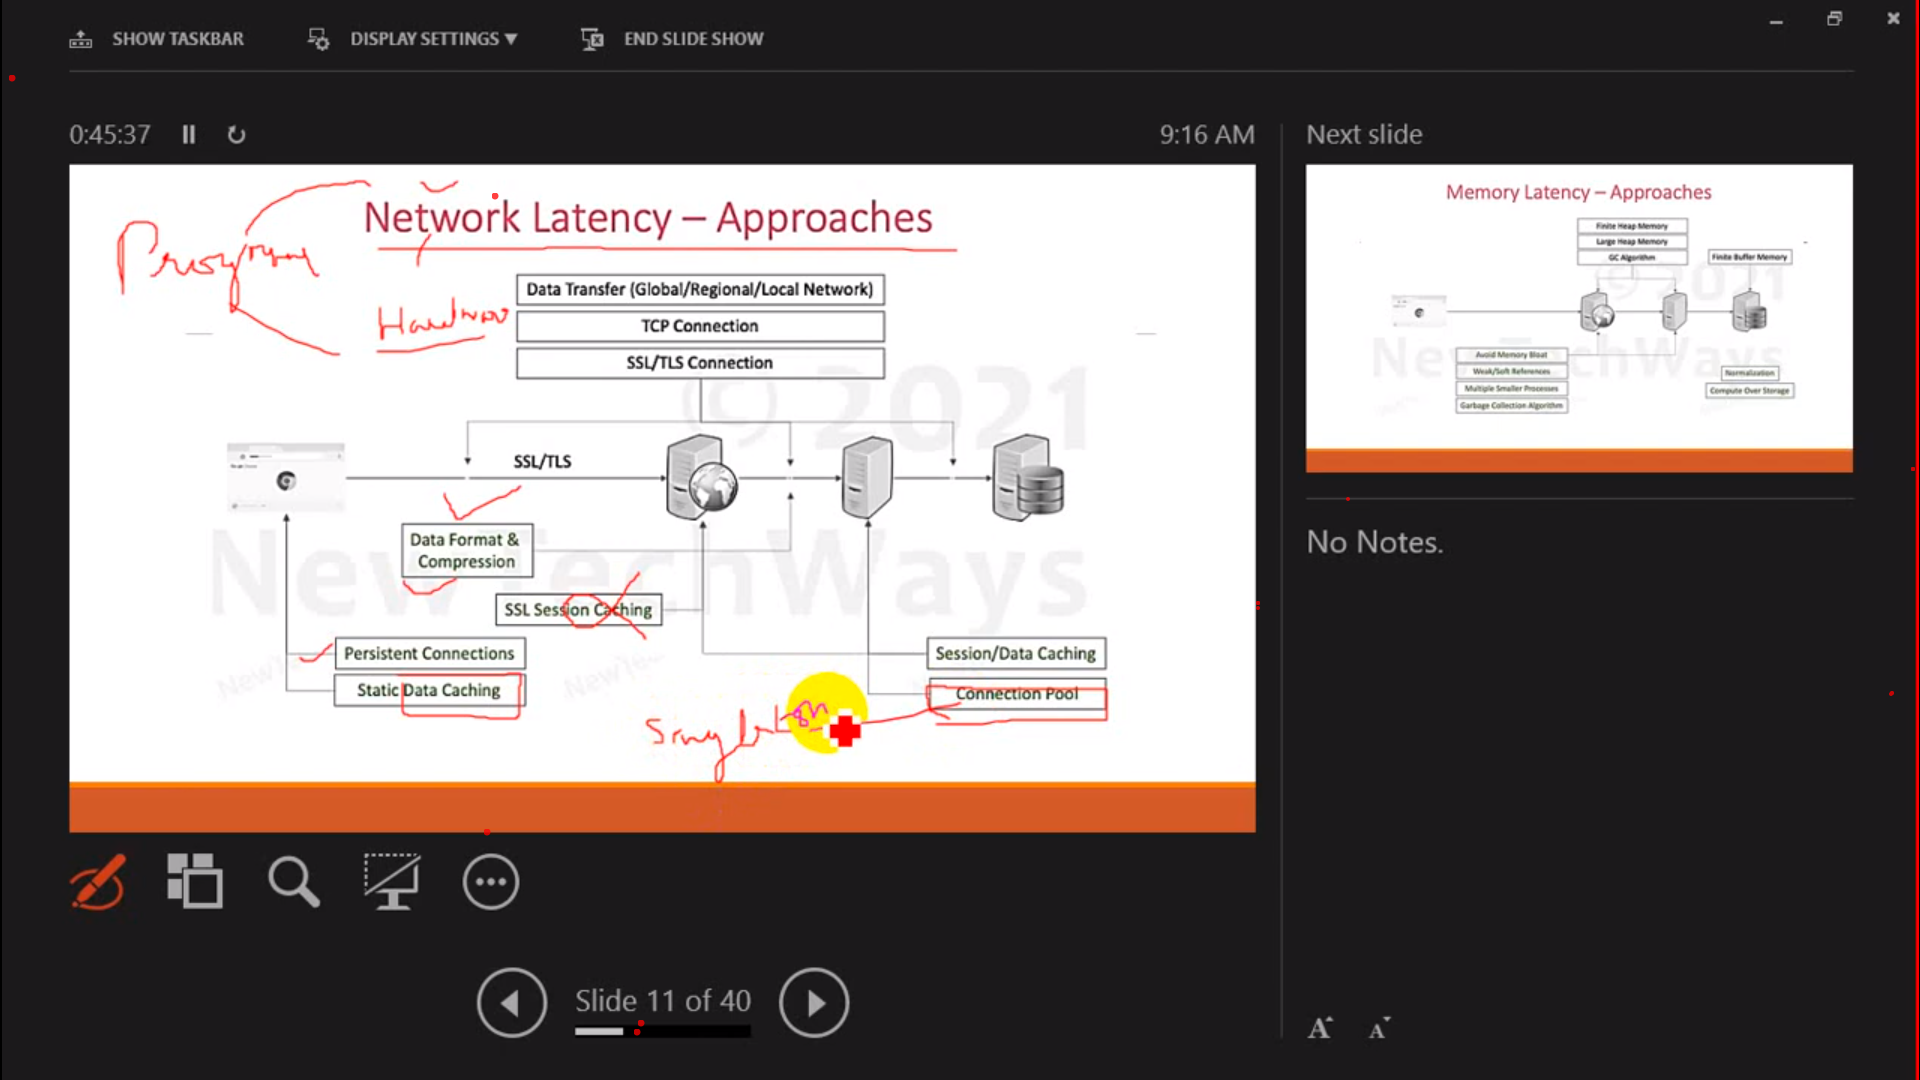 SHOW TASKBAR
DISPLAY SETTINGS ▼
END SLIDE SHOW
0:45:37
9:16 AM
Next slide
Network Latency – Approaches
Hardwar
Data Transfer (Global/Regional/Local Network)
TCP Connection
SSL/TLS Connection
© 2021
SSL/TLS
Data Format &
Compression
NewTechWays
SSL Session Caching
Persistent Connections
Static Data Caching
Session/Data Caching
Connection Pool
Singleton
Memory Latency – Approaches
Finite Heap Memory
Large Heap Memory
GC Algorithm
Finite Buffer Memory
© 2021
NewTechWays
Avoid Memory Bloat
Weak/Soft References
Multiple Smaller Processes
Garbage Collection Algorithm
Normalization
Compute Over Storage
No Notes.
Slide 11 of 40